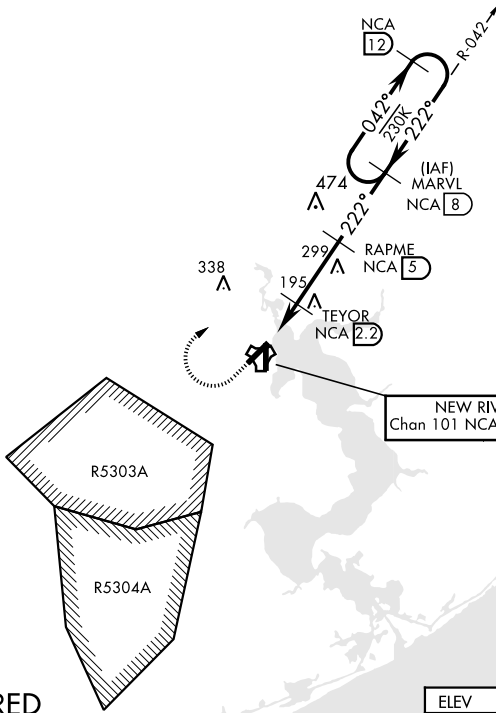 NCA
12
R-042
042°
230K
222°
(IAF)
MARVL
NCA 8
474
222°
299
RAPME
NCA 5
338
195
TEYOR
NCA 2.2
NEW RIV
Chan 101 NCA
R5303A
R5304A
RED
ELEV